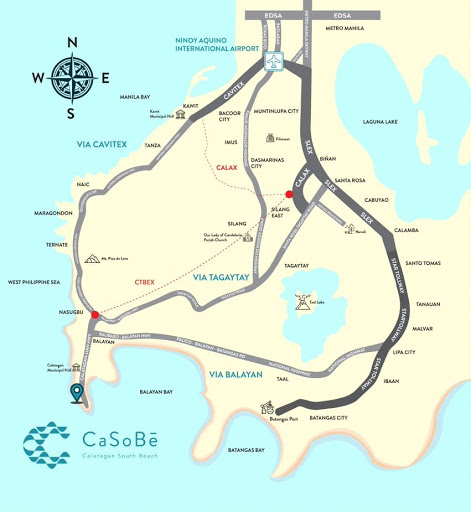 EDSA
EDSA
METRO MANILA
NINOY AQUINO
INTERNATIONAL AIRPORT
N
W
E
S
MANILA BAY
KAWIT
Kawit
Municipal Hall
CAVITEX
BACOOR
CITY
MUNTINLUPA CITY
LAGUNA LAKE
VIA CAVITEX
TANZA
IMUS
SLEX
CALAX
DASMARINAS
CITY
BIÑAN
CALAX
SANTA ROSA
NAIC
CABUYAO
MARAGONDON
SILANG
EAST
SLEX
SILANG
Our Lady of Candelaria
Parish Church
Nuvali
CALAMBA
TERNATE
Mt. Pico de Loro
TAGAYTAY
STAR TOLLWAY
SANTO TOMAS
WEST PHILIPPINE SEA
CTBEX
VIA TAGAYTAY
Taal Lake
TANAUAN
NASUGBU
STAR TOLLWAY
MALVAR
BALAYAN
NATIONAL HIGHWAY
LIPA CITY
Calatagan
Municipal Hall
VIA BALAYAN
TAAL
STAR TOLLWAY
IBAAN
BALAYAN BAY
Batangas Port
BATANGAS CITY
CaSoBē
Calatagan South Beach
BATANGAS BAY